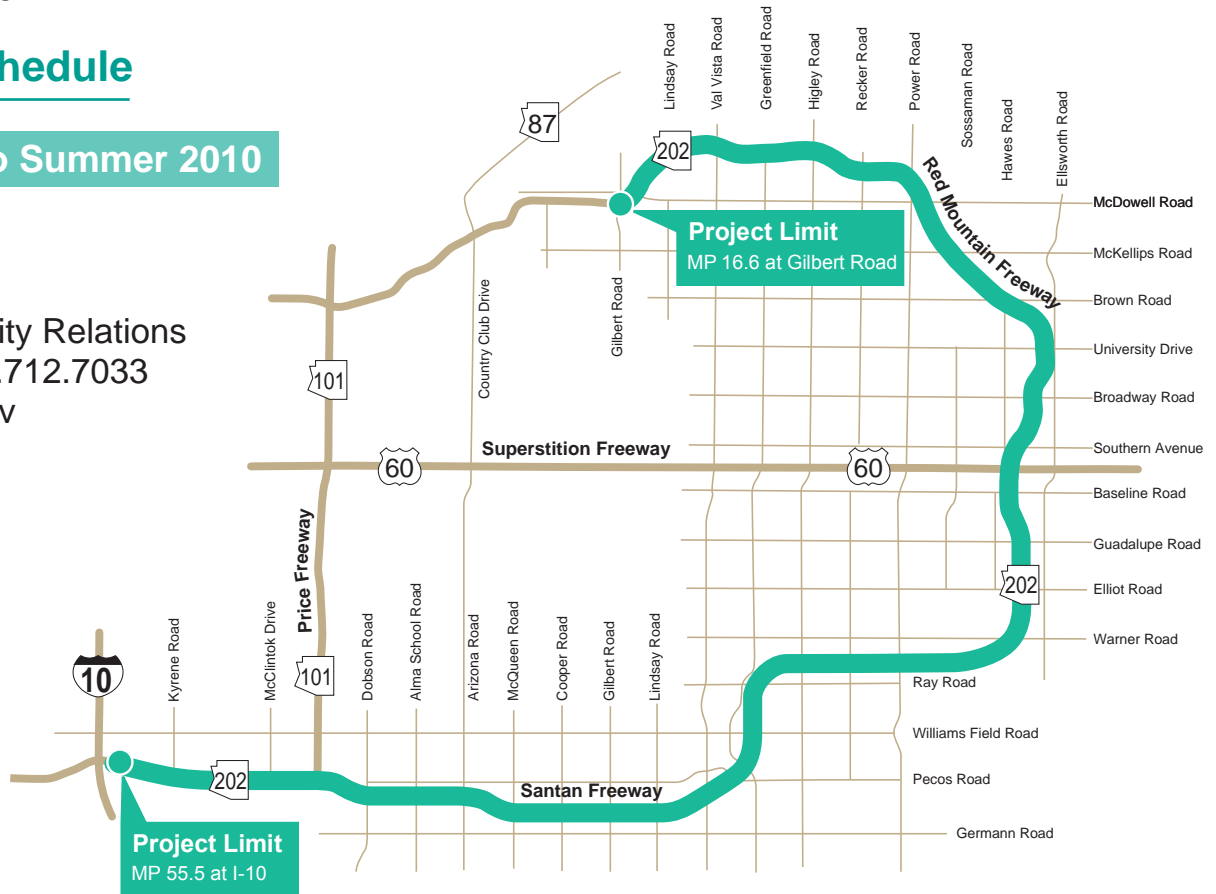 hedule
o Summer 2010
ity Relations
.712.7033
v
87
202
Lindsay Road
Val Vista Road
Greenfield Road
Higley Road
Recker Road
Power Road
Sossaman Road
Hawes Road
Ellsworth Road
Red Mountain Freeway
McDowell Road
McKellips Road
Brown Road
University Drive
Broadway Road
Southern Avenue
Baseline Road
Guadalupe Road
Elliot Road
Warner Road
Project Limit
MP 16.6 at Gilbert Road
Country Club Drive
Gilbert Road
101
Superstition Freeway
60
60
Price Freeway
202
10
Kyrene Road
McClintok Drive
101
Dobson Road
Alma School Road
Arizona Road
McQueen Road
Cooper Road
Gilbert Road
Lindsay Road
Ray Road
Williams Field Road
Pecos Road
Germann Road
202
Santan Freeway
Project Limit
MP 55.5 at I-10